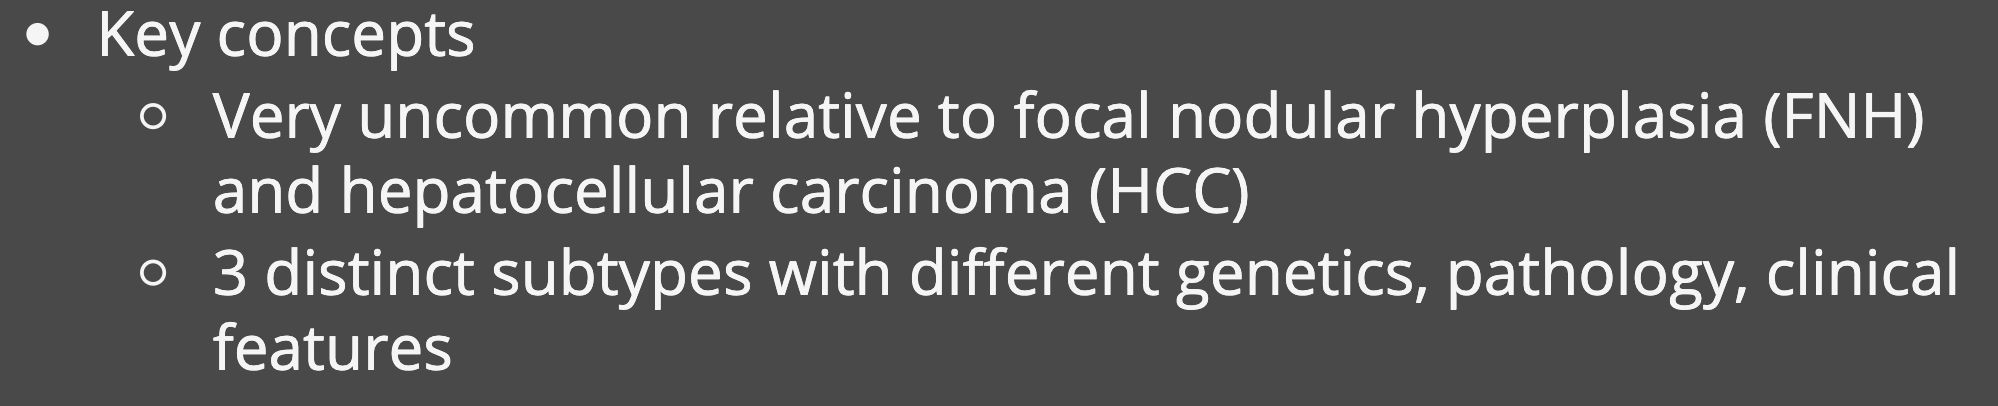 • Key concepts
○ Very uncommon relative to focal nodular hyperplasia (FNH)
and hepatocellular carcinoma (HCC)
○ 3 distinct subtypes with different genetics, pathology, clinical
features